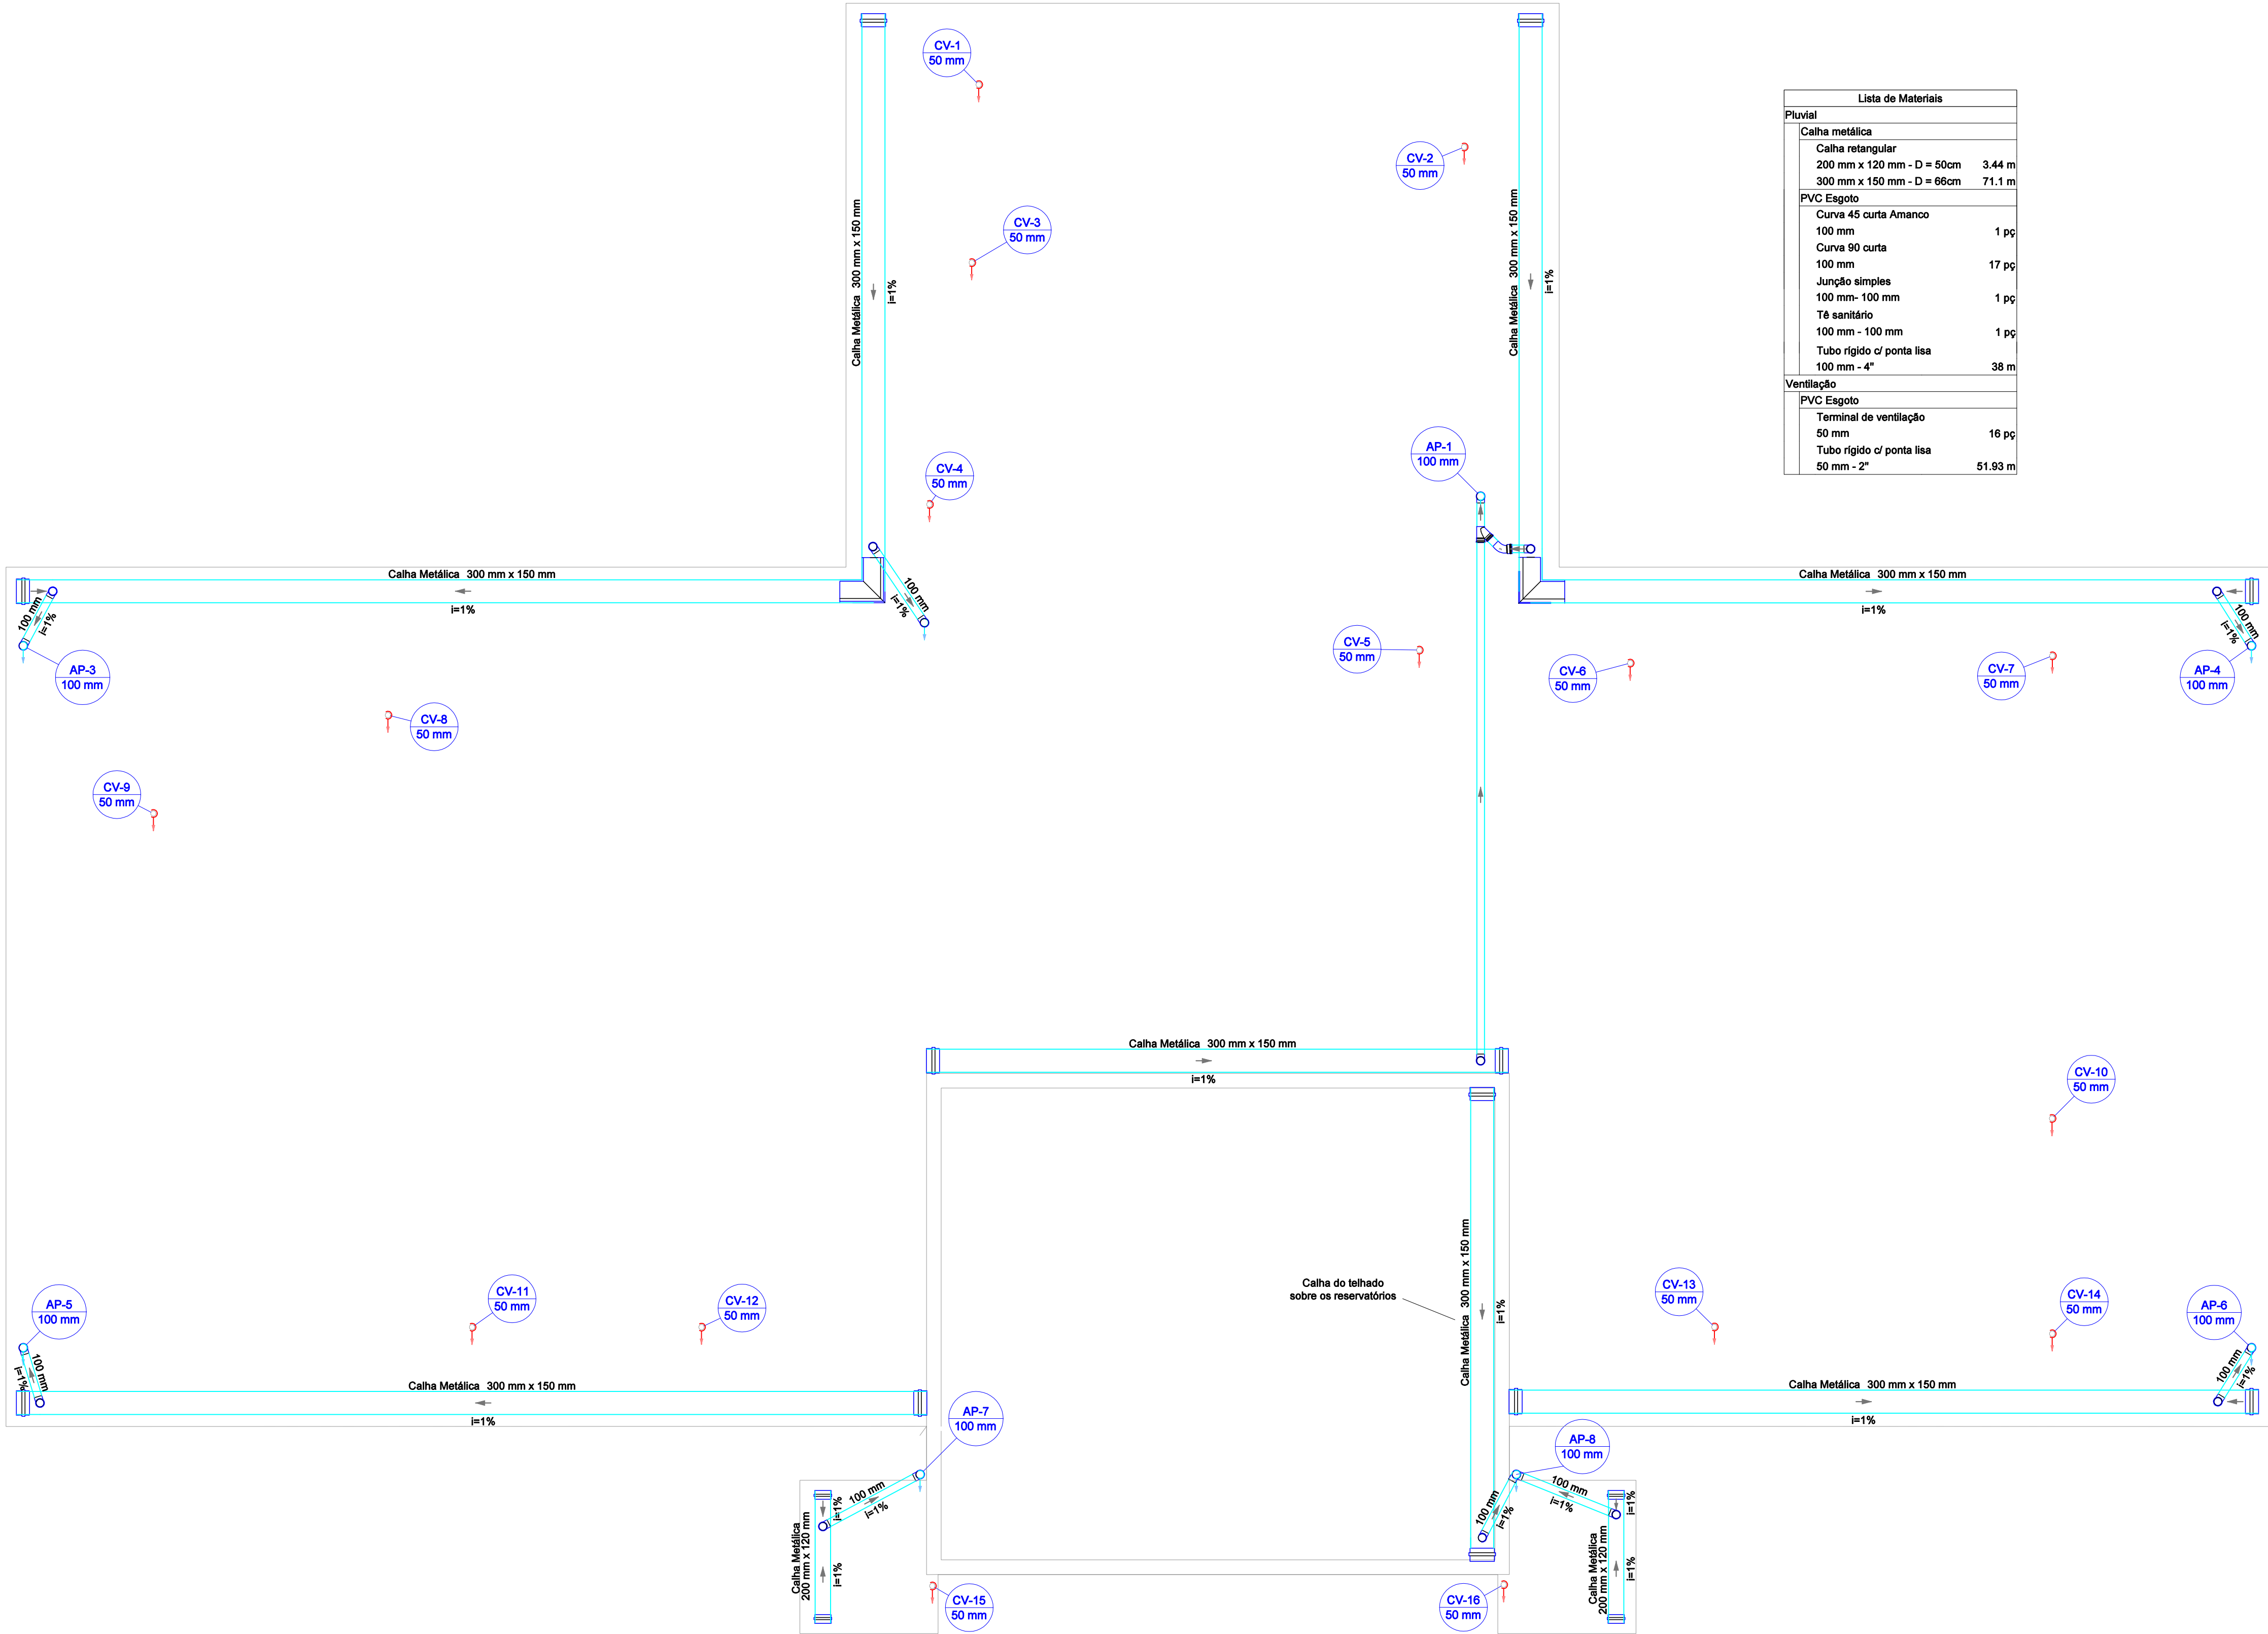 CV-1
50 mm
CV-2
50 mm
CV-3
50 mm
Calha Metálica 300 mm x 150 mm
i=1%
Calha Metálica 300 mm x 150 mm
i=1%
Lista de Materiais
Pluvial
Calha metálica
Calha retangular
200 mm x 120 mm - D = 50cm 3.44 m
300 mm x 150 mm - D = 66cm 71.1 m
PVC Esgoto
Curva 45 curta Amanco
100 mm 1 pç
Curva 90 curta
100 mm 17 pç
Junção simples
100 mm- 100 mm 1 pç
Tê sanitário
100 mm - 100 mm 1 pç
Tubo rígido c/ ponta lisa
100 mm - 4" 38 m
Ventilação
PVC Esgoto
Terminal de ventilação
50 mm 16 pç
Tubo rígido c/ ponta lisa
50 mm - 2" 51.93 m
AP-1
100 mm
CV-4
50 mm
Calha Metálica 300 mm x 150 mm
i=1%
100 mm
i=1%
Calha Metálica 300 mm x 150 mm
i=1%
100 mm
i=1%
100 mm
i=1%
AP-3
100 mm
CV-5
50 mm
CV-6
50 mm
CV-7
50 mm
AP-4
100 mm
CV-8
50 mm
CV-9
50 mm
Calha Metálica 300 mm x 150 mm
i=1%
CV-10
50 mm
Calha do telhado
sobre os reservatórios
Calha Metálica 300 mm x 150 mm
i=1%
AP-5
100 mm
CV-11
50 mm
CV-12
50 mm
CV-13
50 mm
CV-14
50 mm
AP-6
100 mm
100 mm
i=1%
Calha Metálica 300 mm x 150 mm
i=1%
Calha Metálica 300 mm x 150 mm
i=1%
100 mm
i=1%
AP-7
100 mm
AP-8
100 mm
100 mm
i=1%
i=1%
Calha Metálica
200 mm x 120 mm
i=1%
100 mm
i=1%
100 mm
i=1%
i=1%
Calha Metálica
200 mm x 120 mm
i=1%
CV-15
50 mm
CV-16
50 mm